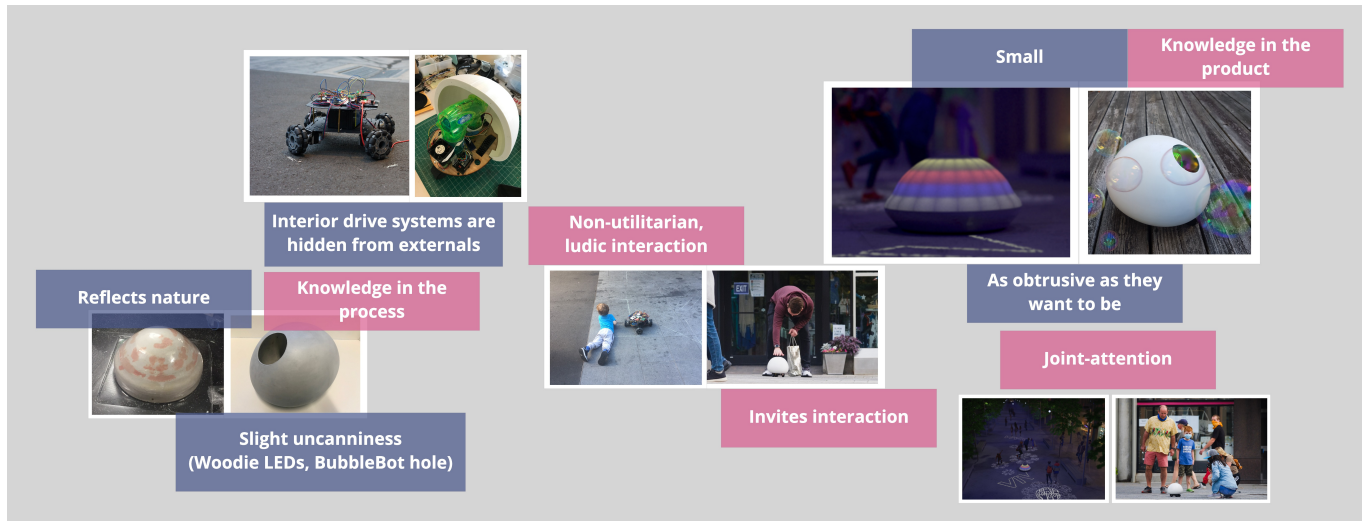 Small
Knowledge in the
product
Interior drive systems are
hidden from externals
Non-utilitarian,
ludic interaction
As obtrusive as they
want to be
Reflects nature
Knowledge in the
process
EXIT
Joint-attention
Invites interaction
Slight uncanniness
(Woodie LEDs, BubbleBot hole)